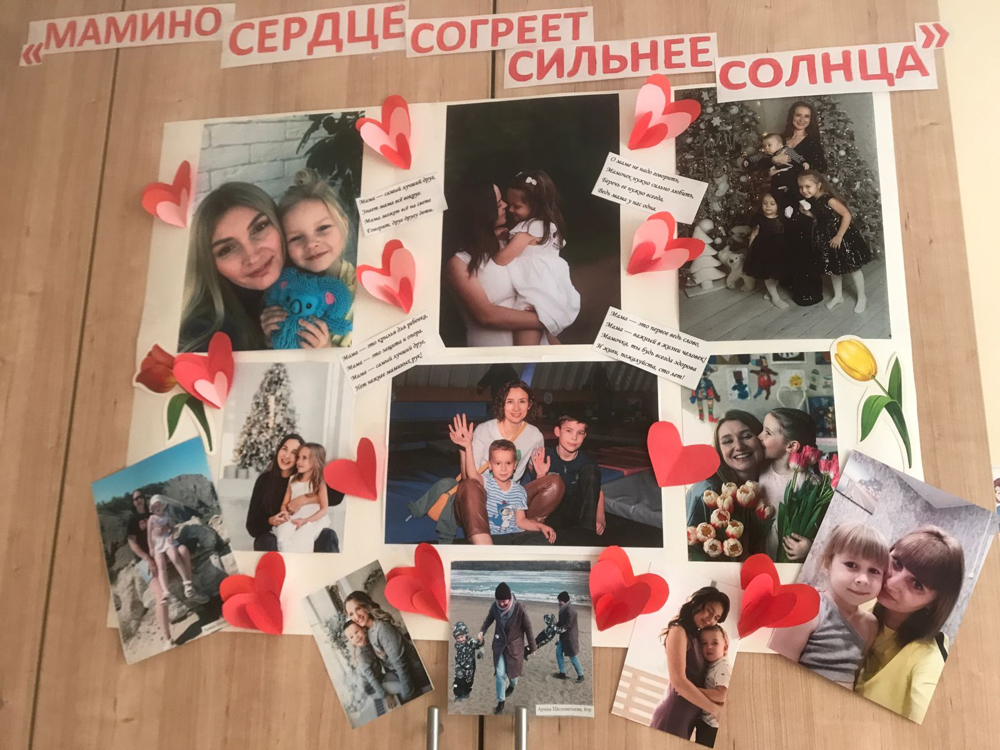 «МАМИНО СЕРДЦЕ СОГРЕЕТ
СИЛЬНЕЕ СОЛНЦА»
Мама — самый лучший друг,
Знает мама всё вокруг.
Мама может всё на свете
Говорят, друг другу дети.
О маме не надо говорить,
Мамочек нужно сильно любить,
Беречь ее нужно всегда,
Ведь мама у нас одна.
Мама — это крылья для ребенка,
Мама — это защита и опора.
Мама — самый лучший друг,
Нет нежнее маминых рук!
Мама — это первое ведь слово,
Мама — важный в жизни человек!
Мамочка, ты будь всегда здорова
И живи, пожалуйста, сто лет!
Арина Шелеметьева, 6гр.